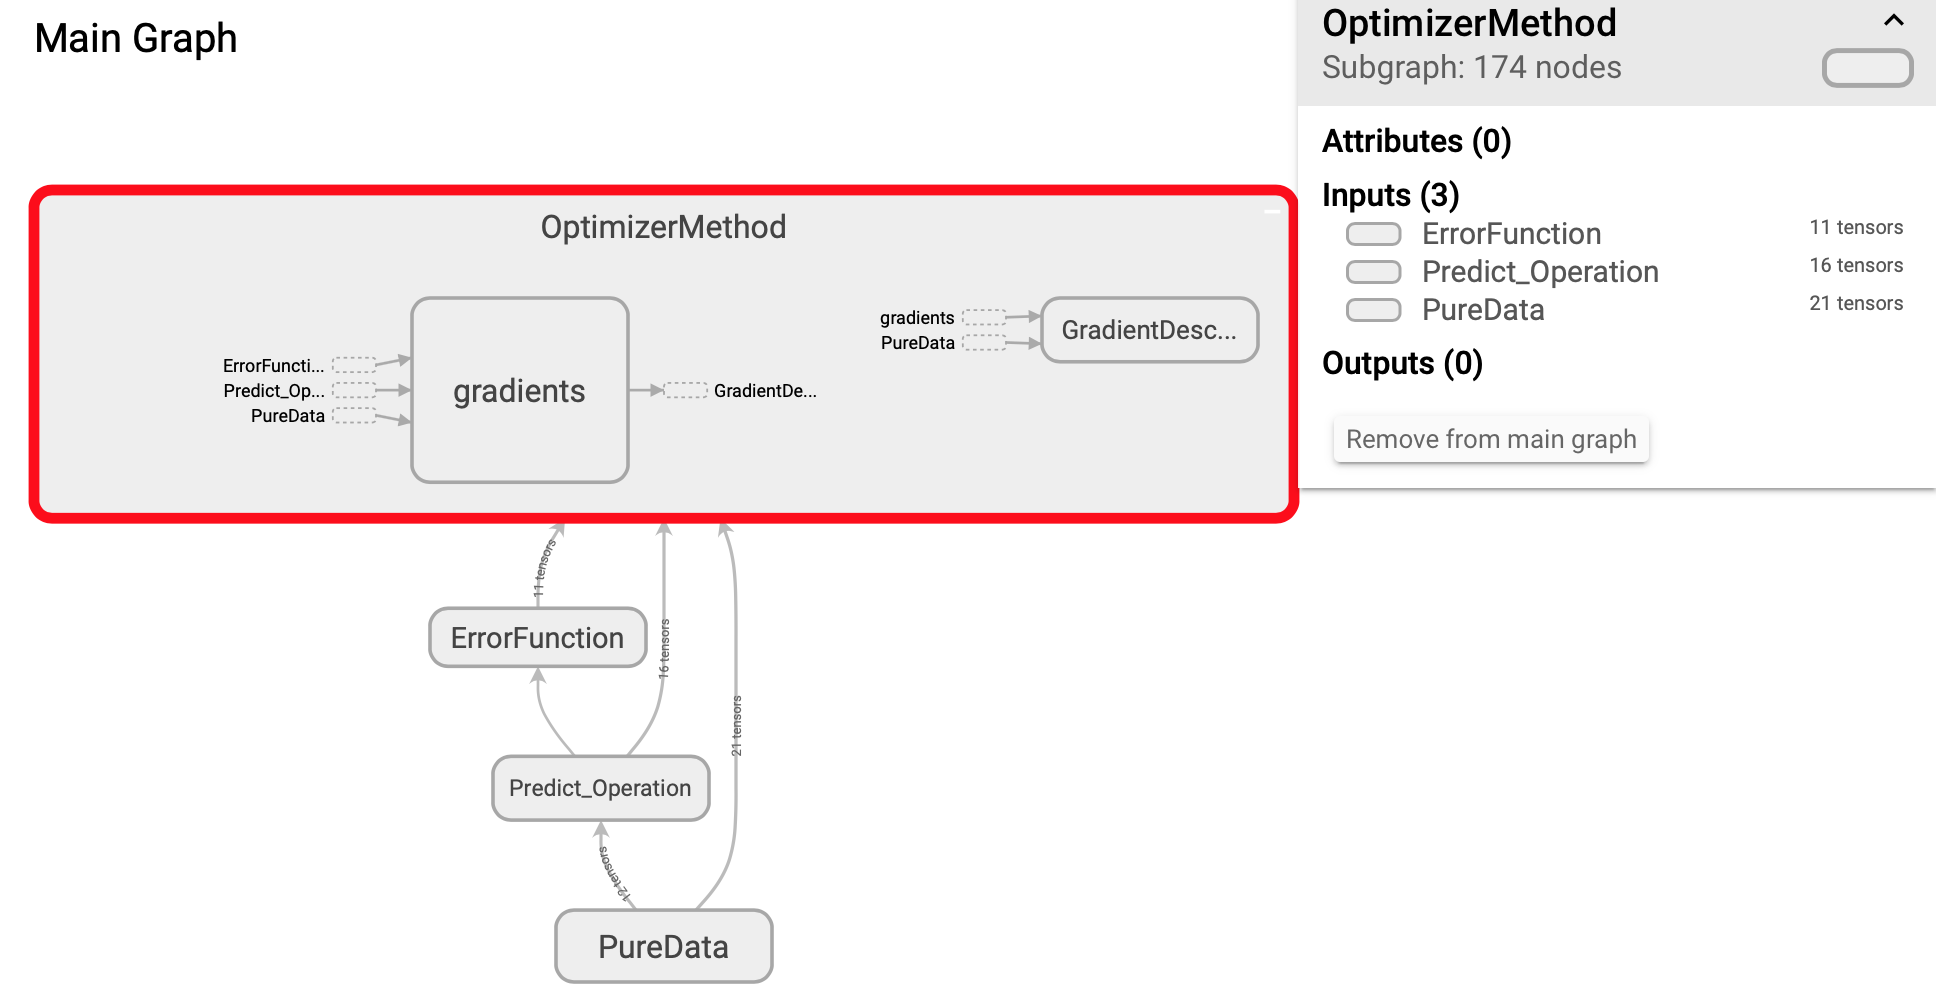 Main Graph
OptimizerMethod
Subgraph: 174 nodes
Attributes (0)
Inputs (3)
ErrorFunction 11 tensors
Predict_Operation 16 tensors
PureData 21 tensors
Outputs (0)
Remove from main graph
OptimizerMethod
ErrorFuncti...
Predict_Op...
PureData
gradients
GradientDe...
gradients
PureData
GradientDesc...
11 tensors
ErrorFunction
16 tensors
21 tensors
Predict_Operation
12 tensors
PureData